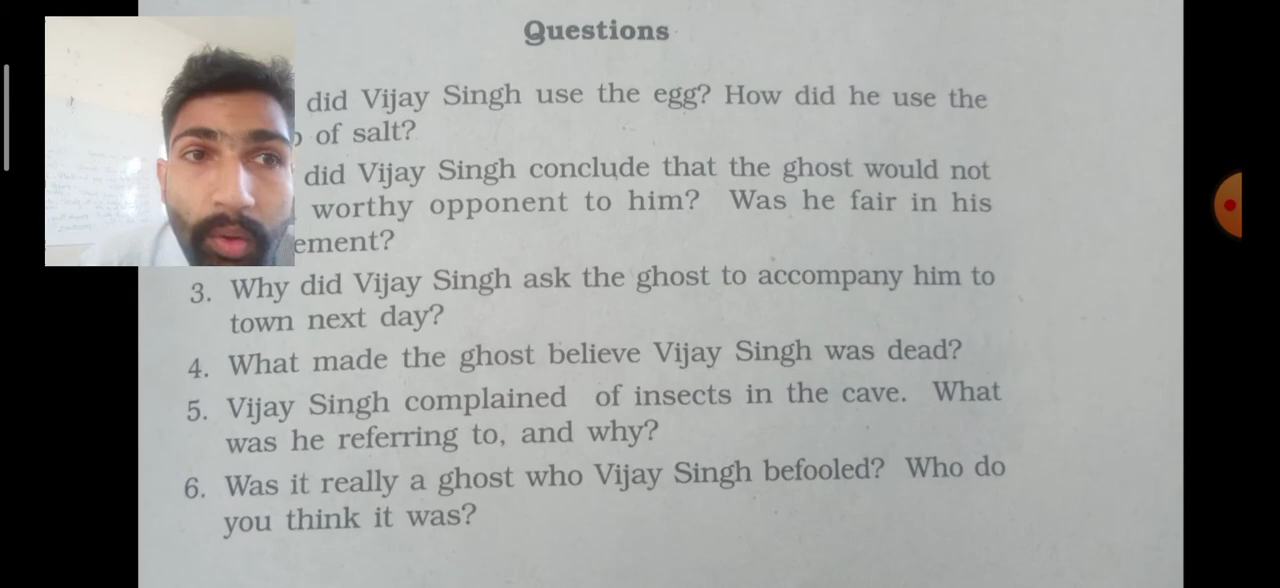 Questions
did Vijay Singh use the egg? How did he use the
of salt?
did Vijay Singh conclude that the ghost would not
worthy opponent to him? Was he fair in his
ement?
3. Why did Vijay Singh ask the ghost to accompany him to
town next day?
4. What made the ghost believe Vijay Singh was dead?
5. Vijay Singh complained of insects in the cave. What
was he referring to, and why?
6. Was it really a ghost who Vijay Singh befooled? Who do
you think it was?